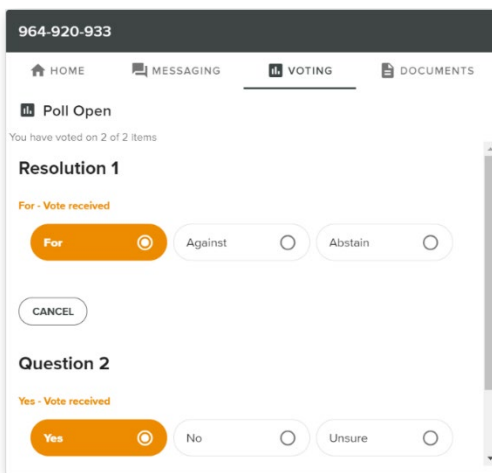 964-920-933
HOME MESSAGING VOTING DOCUMENTS
Poll Open
You have voted on 2 of 2 items
Resolution 1
For - Vote received
For Against Abstain
CANCEL
Question 2
Yes - Vote received
Yes No Unsure